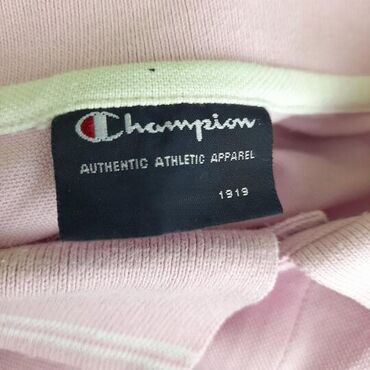 Champion
AUTHENTIC ATHLETIC APPAREL
1919